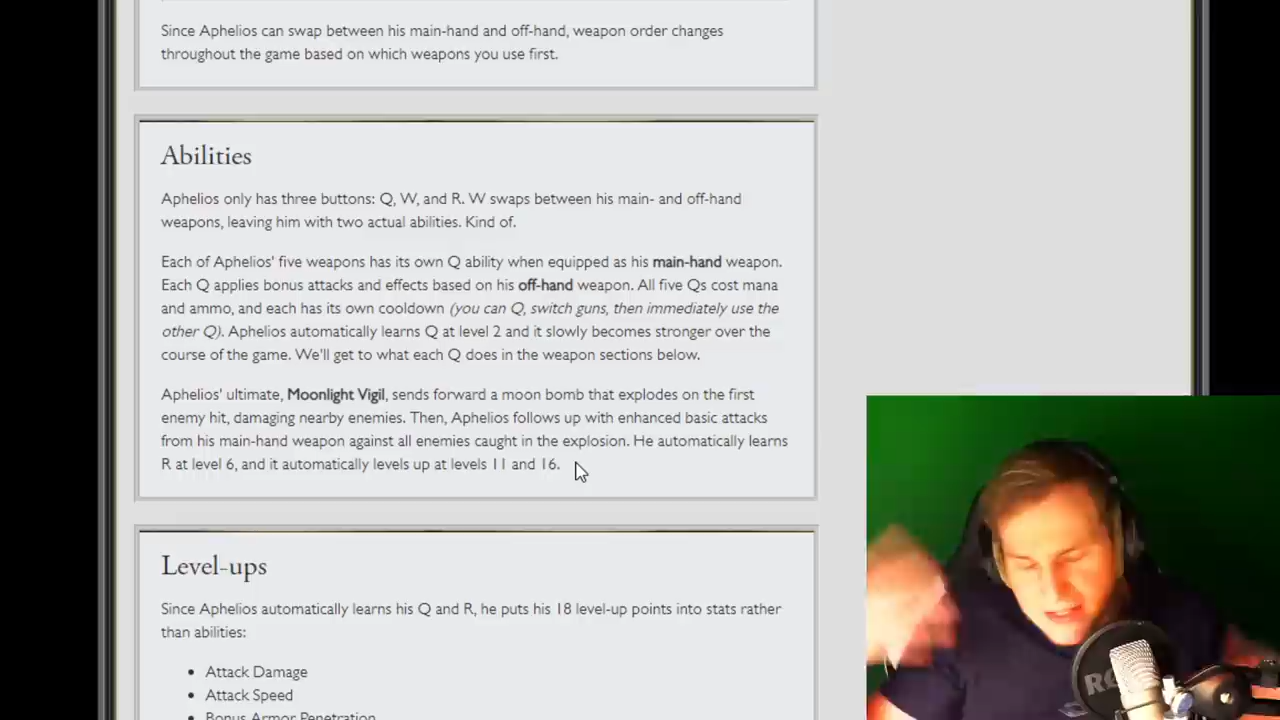 Since Aphelios can swap between his main-hand and off-hand, weapon order changes
throughout the game based on which weapons you use first.
Abilities
Aphelios only has three buttons: Q, W, and R. W swaps between his main- and off-hand
weapons, leaving him with two actual abilities. Kind of.
Each of Aphelios' five weapons has its own Q ability when equipped as his main-hand weapon.
Each Q applies bonus attacks and effects based on his off-hand weapon. All five Qs cost mana
and ammo, and each has its own cooldown (you can Q, switch guns, then immediately use the
other Q). Aphelios automatically learns Q at level 2 and it slowly becomes stronger over the
course of the game. We'll get to what each Q does in the weapon sections below.
Aphelios' ultimate, Moonlight Vigil, sends forward a moon bomb that explodes on the first
enemy hit, damaging nearby enemies. Then, Aphelios follows up with enhanced basic attacks
from his main-hand weapon against all enemies caught in the explosion. He automatically learns
R at level 6, and it automatically levels up at levels 11 and 16.
Level-ups
Since Aphelios automatically learns his Q and R, he puts his 18 level-up points into stats rather
than abilities:
• Attack Damage
• Attack Speed
• Bonus Armor Penetration